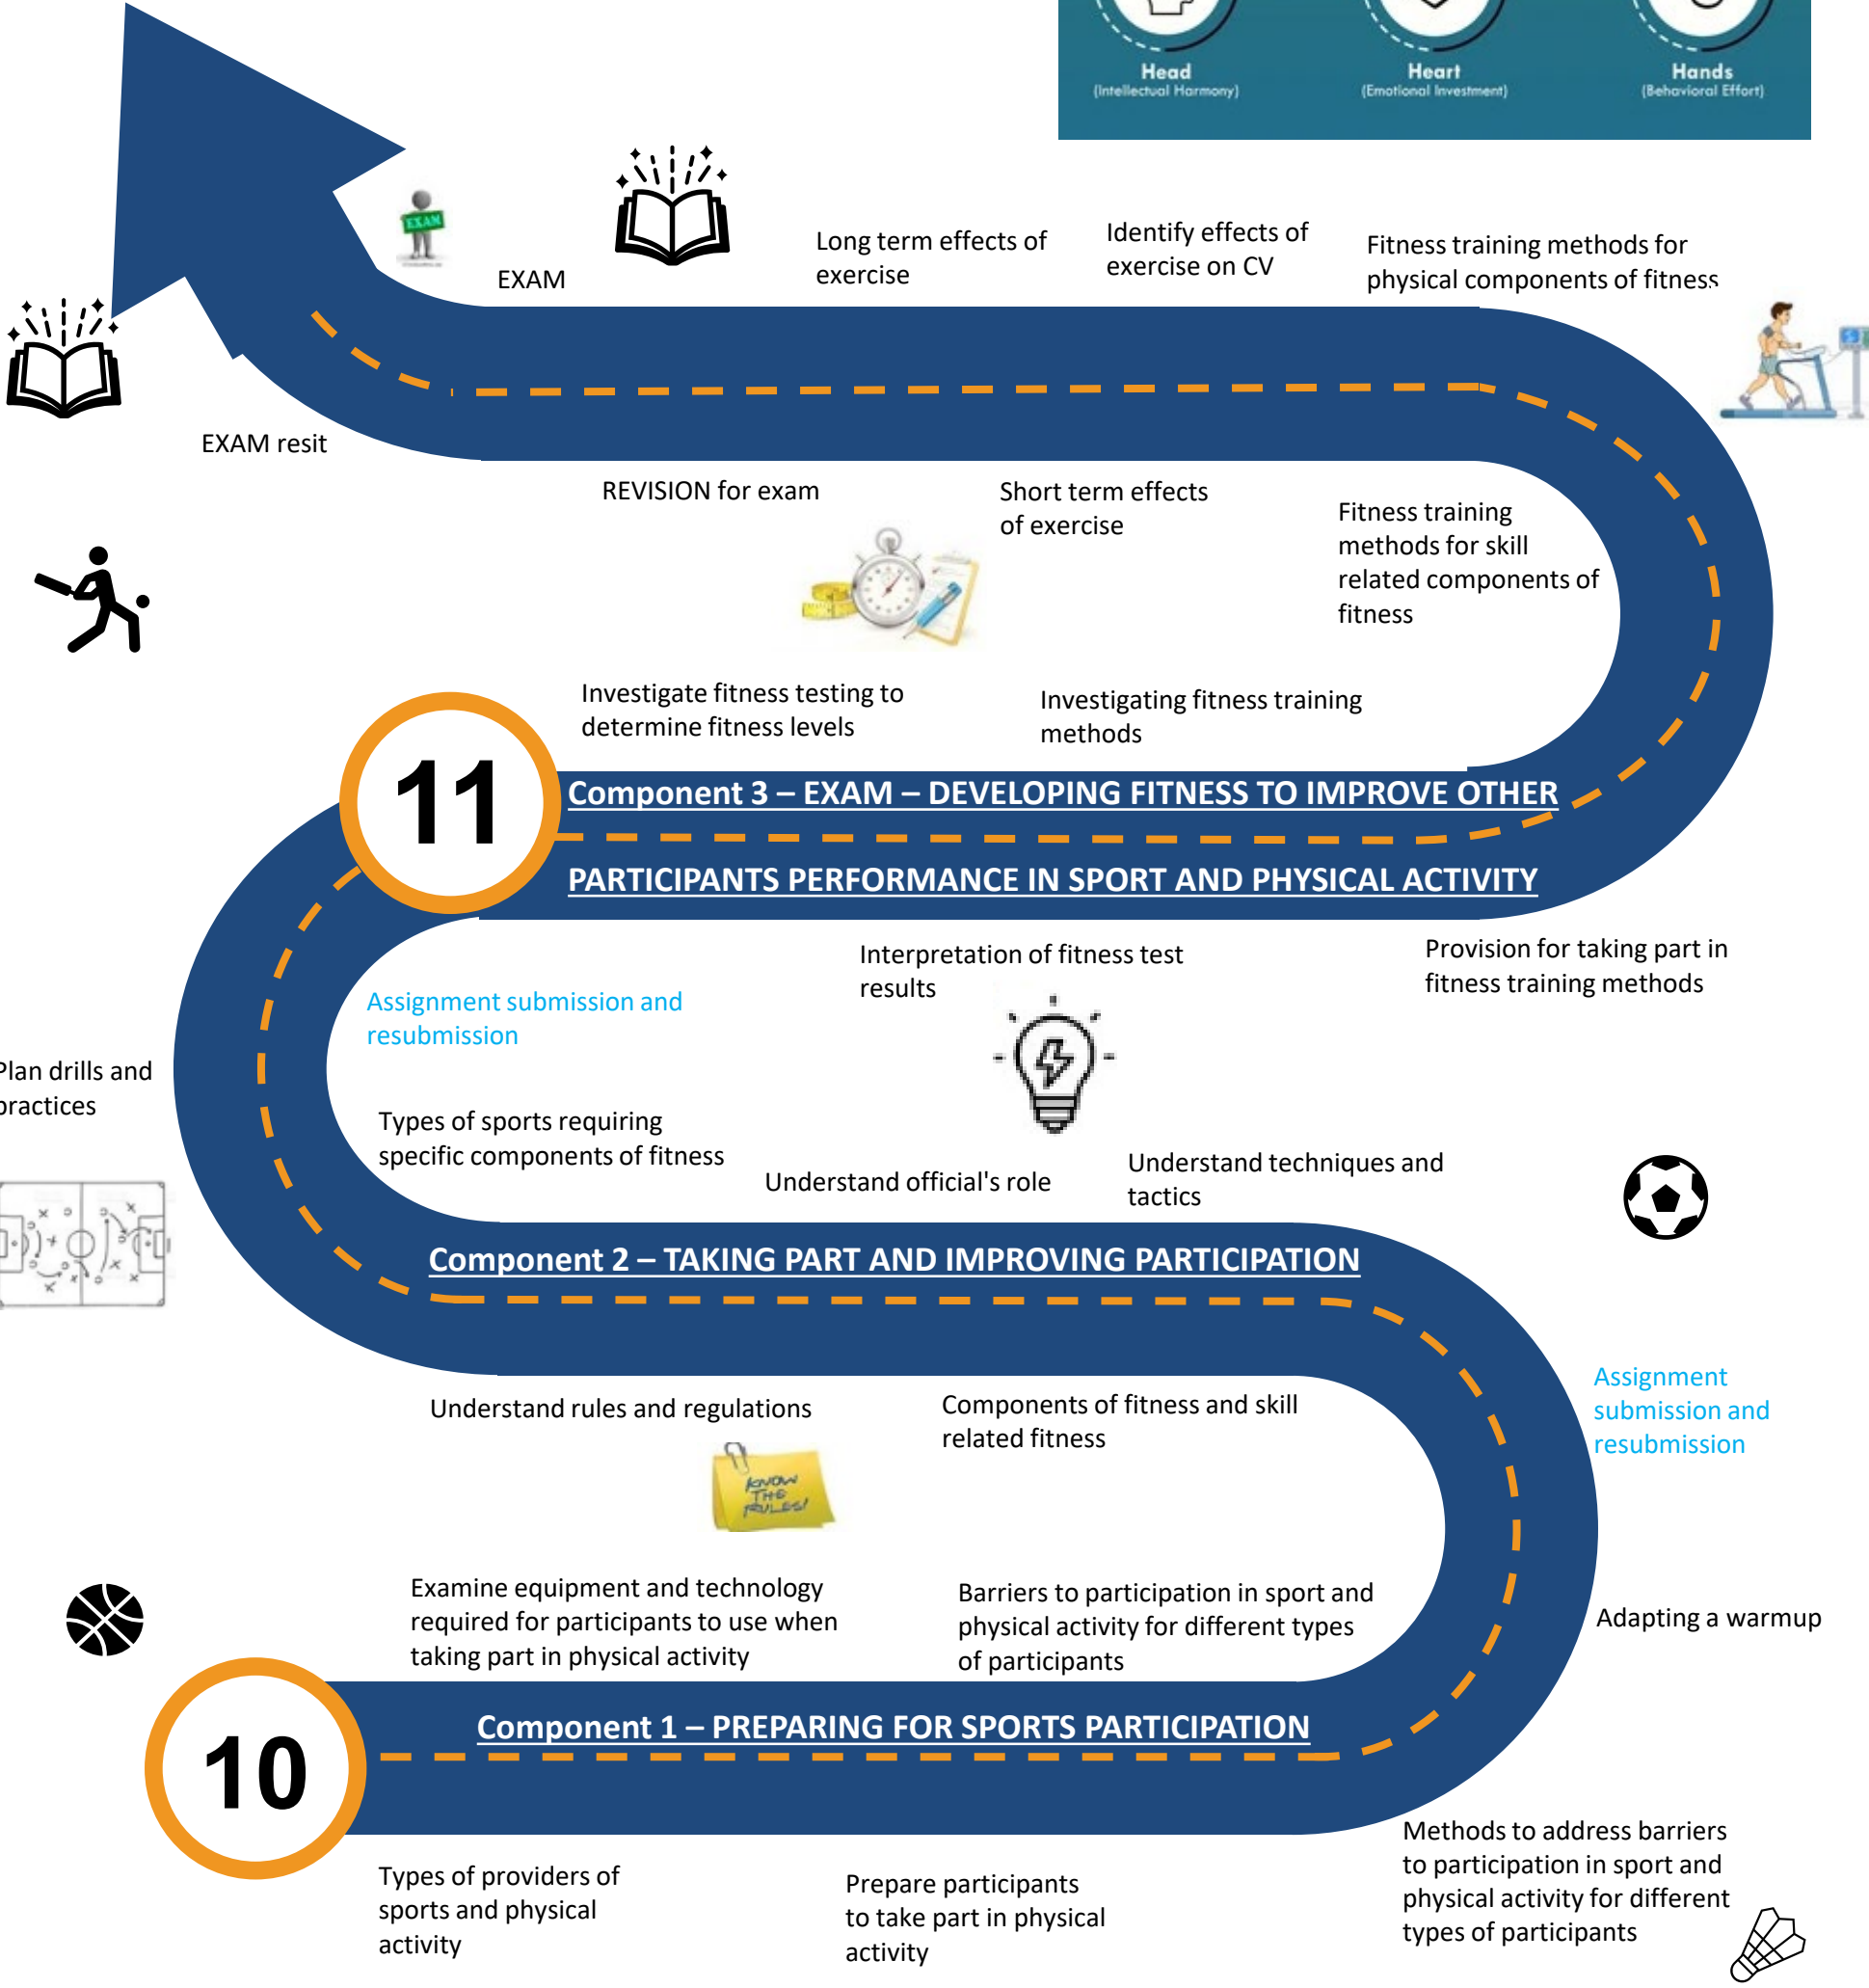 Head
(Intellectual Harmony)
Heart
(Emotional Investment)
Hands
(Behavioral Effort)
EXAM
EXAM
Long term effects of
exercise
Identify effects of
exercise on CV
Fitness training methods for
physical components of fitness
EXAM resit
REVISION for exam
Short term effects
of exercise
Fitness training
methods for skill
related components of
fitness
Investigate fitness testing to
determine fitness levels
Investigating fitness training
methods
11
Component 3 – EXAM – DEVELOPING FITNESS TO IMPROVE OTHER
PARTICIPANTS PERFORMANCE IN SPORT AND PHYSICAL ACTIVITY
Interpretation of fitness test
results
Provision for taking part in
fitness training methods
Assignment submission and
resubmission
Plan drills and
practices
Types of sports requiring
specific components of fitness
Understand official's role
Understand techniques and
tactics
Component 2 – TAKING PART AND IMPROVING PARTICIPATION
Understand rules and regulations
Components of fitness and skill
related fitness
Assignment
submission and
resubmission
KNOW
THE
RULES!
Examine equipment and technology
required for participants to use when
taking part in physical activity
Barriers to participation in sport and
physical activity for different types
of participants
Adapting a warmup
10
Component 1 – PREPARING FOR SPORTS PARTICIPATION
Types of providers of
sports and physical
activity
Prepare participants
to take part in physical
activity
Methods to address barriers
to participation in sport and
physical activity for different
types of participants